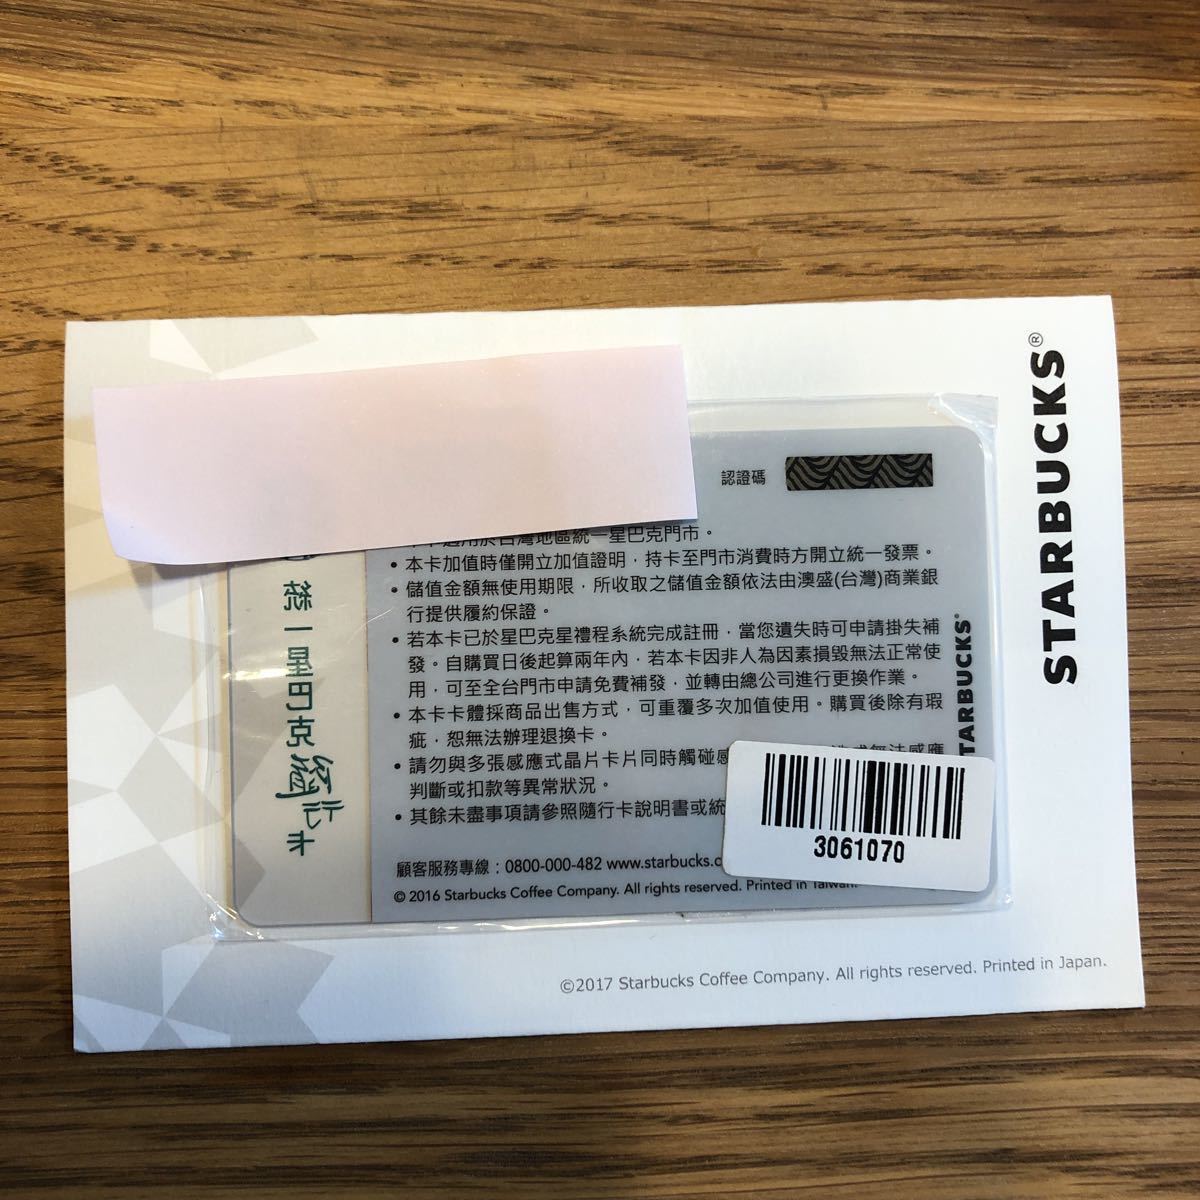 STARBUCKS®
認證碼
適用於台灣地區統一星巴克門市。
• 本卡加值時僅開立加值證明，持卡至門市消費時方開立統一發票。
• 儲值金額無使用期限，所收取之儲值金額依法由澳盛(台灣)商業銀
行提供履約保證。
• 若本卡已於星巴克星禮程系統完成註冊，當您遺失時可申請掛失補
發。自購買日後起算兩年內，若本卡因非人為因素損毀無法正常使
用，可至全台門市申請免費補發，並轉由總公司進行更換作業。
• 本卡卡體採商品出售方式，可重覆多次加值使用。購買後除有瑕
疵，恕無法辦理退換卡。
• 請勿與多張感應式晶片卡片同時觸碰感 無法感應
判斷或扣款等異常狀況。
• 其餘未盡事項請參照隨行卡說明書或統
顧客服務專線：0800-000-482 www.starbucks.c
© 2016 Starbucks Coffee Company. All rights reserved. Printed in Taiwan.
統一星巴克隨行卡
TARBUCKS®
3061070
©2017 Starbucks Coffee Company. All rights reserved. Printed in Japan.